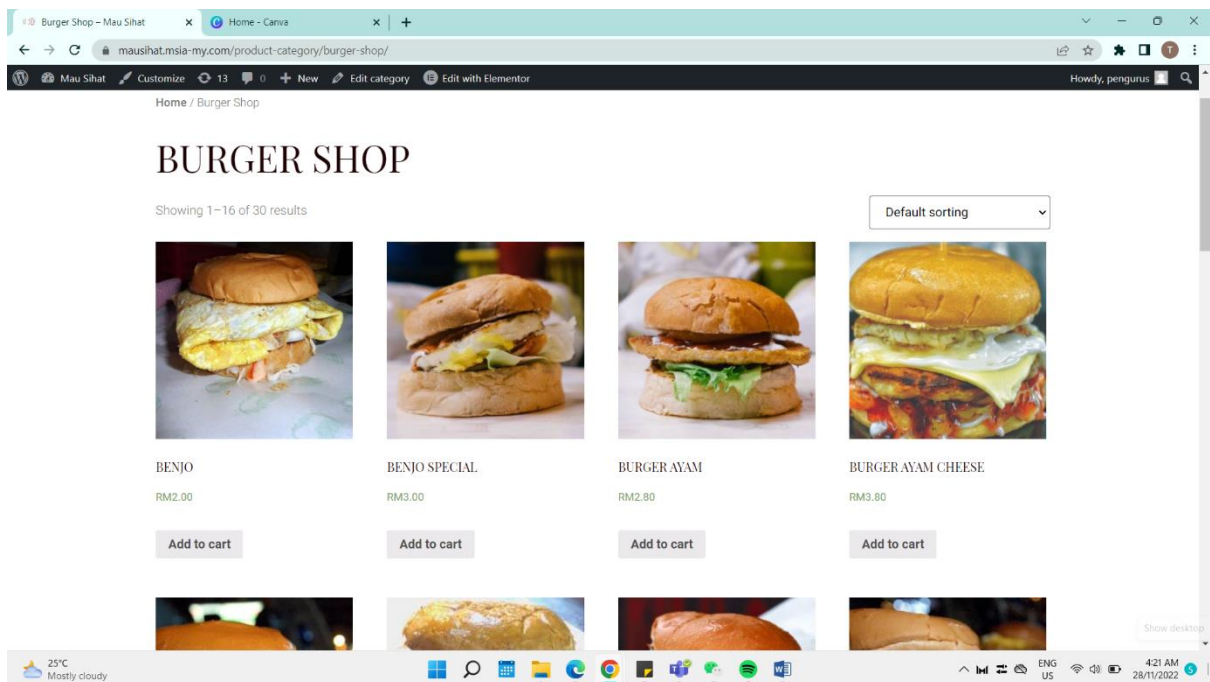 Burger Shop – Mau Sihat
Home - Canva
mausihat.msia-my.com/product-category/burger-shop/
Mau Sihat Customize 13 0 New Edit category Edit with Elementor Howdy, pengurus
Home / Burger Shop
BURGER SHOP
Showing 1–16 of 30 results
Default sorting
BENJO
RM2.00
Add to cart
BENJO SPECIAL
RM3.00
Add to cart
BURGER AYAM
RM2.80
Add to cart
BURGER AYAM CHEESE
RM3.80
Add to cart
Show desktop
25°C
Mostly cloudy
ENG
US
4:21 AM
28/11/2022
5